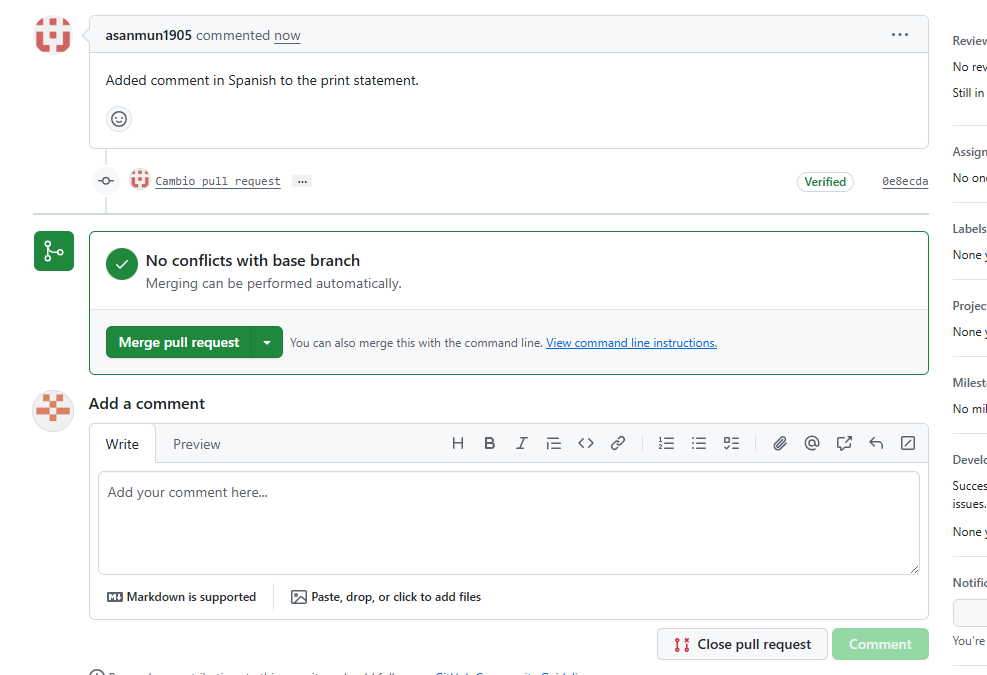 asanmun1905 commented now
Added comment in Spanish to the print statement.
Cambio pull request ...
Verified
0e8ecda
No conflicts with base branch
Merging can be performed automatically.
Merge pull request
You can also merge this with the command line. View command line instructions.
Add a comment
Write
Preview
Add your comment here...
Markdown is supported
Paste, drop, or click to add files
Close pull request
Comment
Review
No rev
Still in
Assign
No one
Labels
None y
Projec
None y
Milest
No mil
Develo
Succes
issues.
None y
Notific
You're